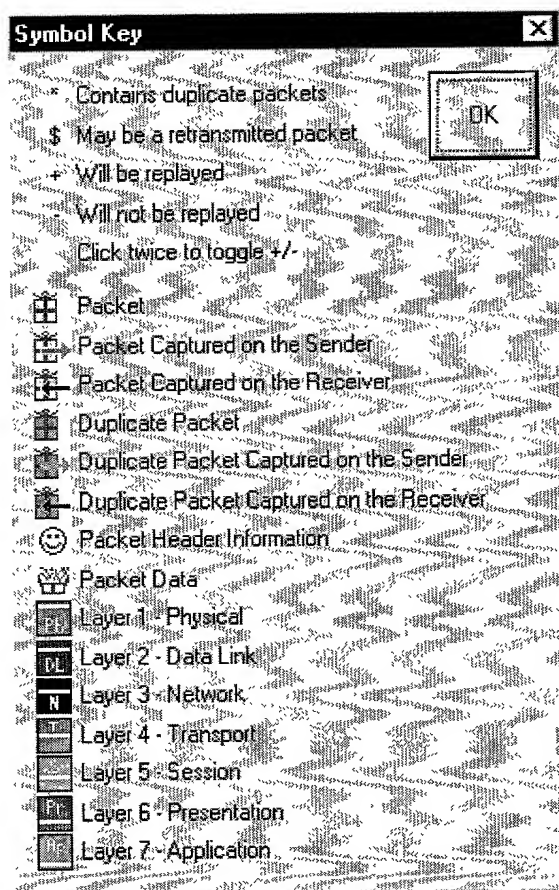 Symbol Key
* Contains duplicate packets
OK
$ May be a retransmitted packet
+ Will be replayed
- Will not be replayed
Click twice to toggle +/-
Packet
Packet Captured on the Sender
Packet Captured on the Receiver
Duplicate Packet
Duplicate Packet Captured on the Sender
Duplicate Packet Captured on the Receiver
Packet Header Information
Packet Data
Layer 1 - Physical
DL Layer 2 - Data Link
N Layer 3 - Network
T Layer 4 - Transport
Layer 5 - Session
Layer 6 - Presentation
Layer 7 - Application